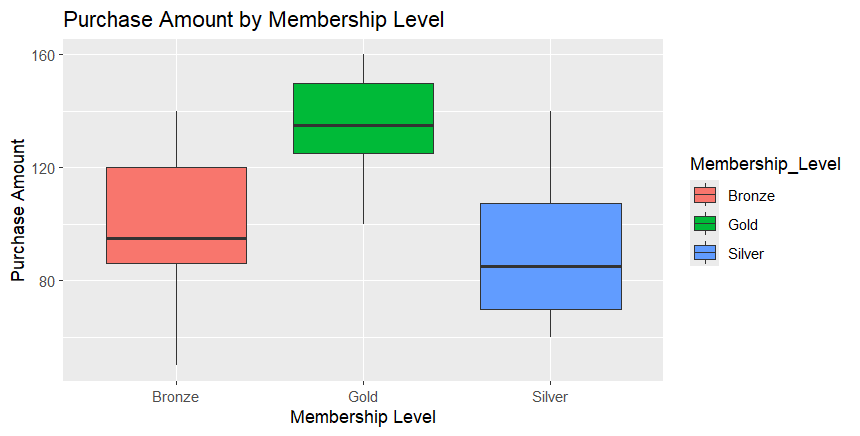 Purchase Amount by Membership Level
Purchase Amount
160
120
80
Bronze Gold Silver
Membership Level
Membership_Level
Bronze
Gold
Silver